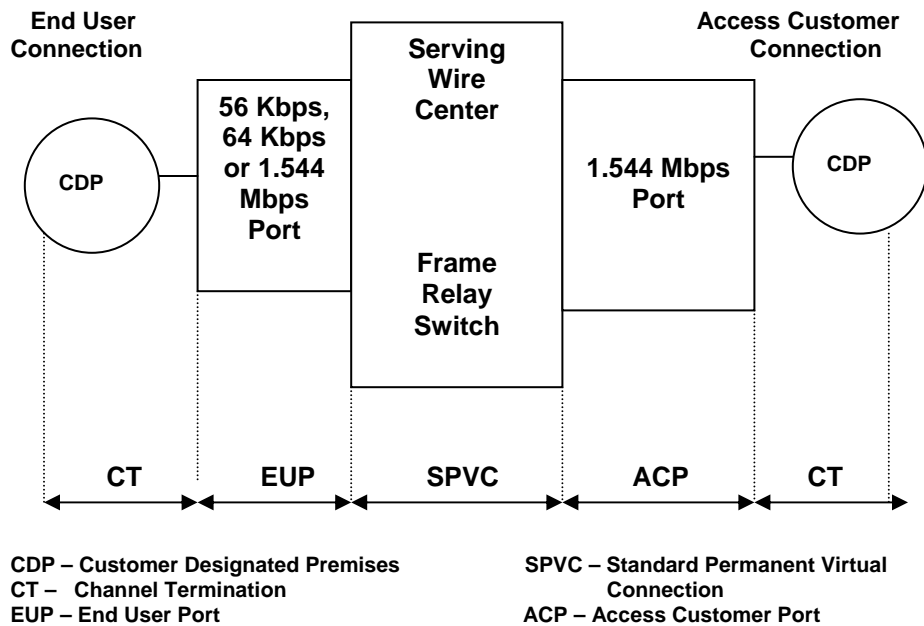 End User
Connection
Access Customer
Connection
Serving
Wire
Center
56 Kbps,
64 Kbps
or 1.544
Mbps
Port
CDP
1.544 Mbps
Port
CDP
Frame
Relay
Switch
CT
EUP
SPVC
ACP
CT
CDP – Customer Designated Premises
CT – Channel Termination
EUP – End User Port
SPVC – Standard Permanent Virtual
Connection
ACP – Access Customer Port